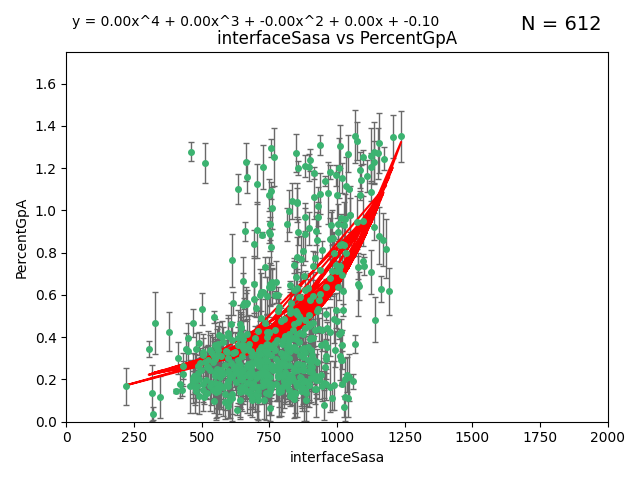 y = 0.00x^4 + 0.00x^3 + -0.00x^2 + 0.00x + -0.10
N = 612
interfaceSasa vs PercentGpA
1.6
1.4
1.2
1.0
0.8
0.6
0.4
0.2
0.0
PercentGpA
0 250 500 750 1000 1250 1500 1750 2000
interfaceSasa